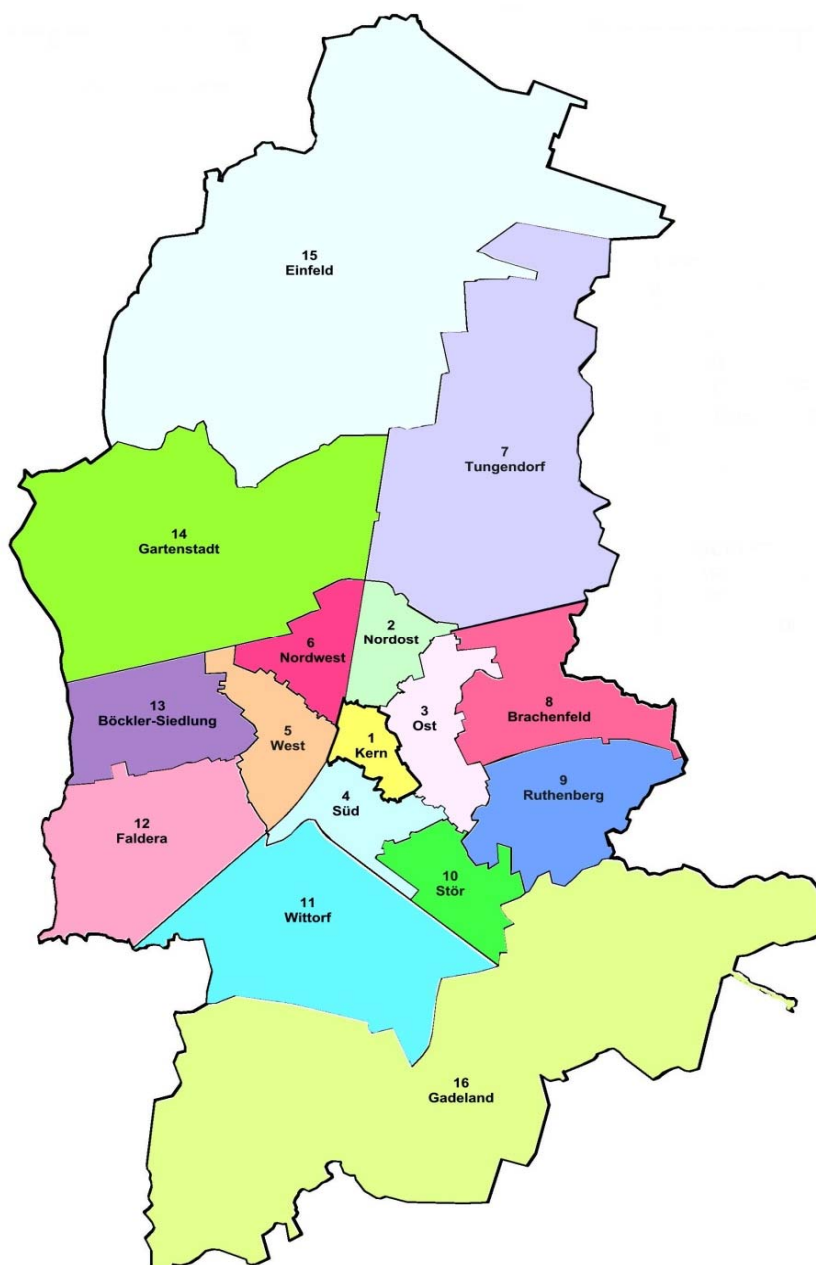 15
Einfeld
7
Tungendorf
14
Gartenstadt
2
Nordost
6
Nordwest
13
Böckler-Siedlung
5
West
1
Kern
3
Ost
8
Brachenfeld
9
Ruthenberg
4
Süd
12
Faldera
10
Stör
11
Wittorf
16
Gadeland